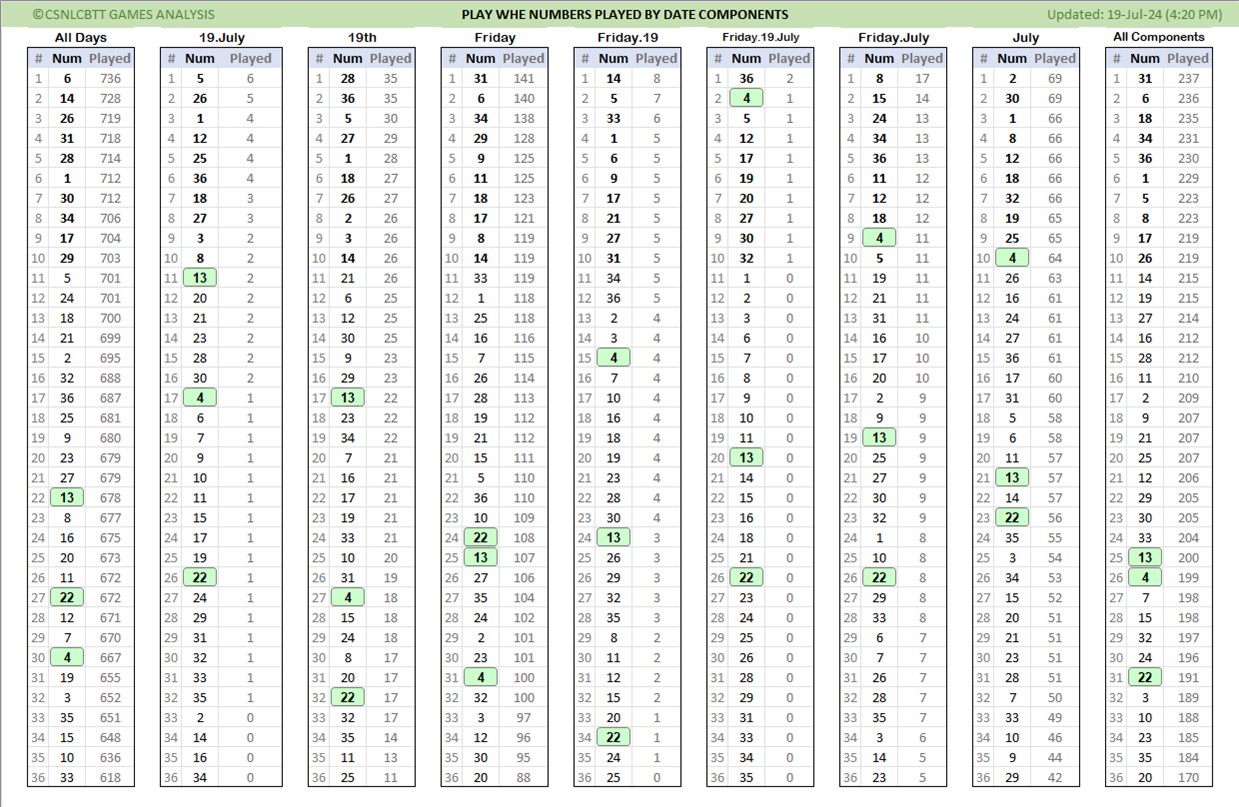 ©CSNLCBTT GAMES ANALYSIS PLAY WHE NUMBERS PLAYED BY DATE COMPONENTS Updated: 19-Jul-24 (4:20 PM)
All Days 19.July 19th Friday Friday.19 Friday.19.July Friday.July July All Components
# Num Played # Num Played # Num Played # Num Played # Num Played # Num Played # Num Played # Num Played # Num Played
1 6 736 1 5 6 1 28 35 1 31 141 1 14 8 1 36 2 1 8 17 1 2 69 1 31 237
2 14 728 2 26 5 2 36 35 2 6 140 2 5 7 2 4 1 2 15 14 2 30 69 2 6 236
3 26 719 3 1 4 3 5 30 3 34 138 3 33 6 3 5 1 3 24 13 3 1 66 3 18 235
4 31 718 4 12 4 4 27 29 4 29 128 4 1 5 4 12 1 4 34 13 4 8 66 4 34 231
5 28 714 5 25 4 5 1 28 5 9 125 5 6 5 5 17 1 5 36 13 5 12 66 5 36 230
6 1 712 6 36 4 6 18 27 6 11 125 6 9 5 6 19 1 6 11 12 6 18 66 6 1 229
7 30 712 7 18 3 7 26 27 7 18 123 7 17 5 7 20 1 7 12 12 7 32 66 7 5 223
8 34 706 8 27 3 8 2 26 8 17 121 8 21 5 8 27 1 8 18 12 8 19 65 8 8 223
9 17 704 9 3 2 9 3 26 9 8 119 9 27 5 9 30 1 9 4 11 9 25 65 9 17 219
10 29 703 10 8 2 10 14 26 10 14 119 10 31 5 10 32 1 10 5 11 10 4 64 10 26 219
11 5 701 11 13 2 11 21 26 11 33 119 11 34 5 11 1 0 11 19 11 11 26 63 11 14 215
12 24 701 12 20 2 12 6 25 12 1 118 12 36 5 12 2 0 12 21 11 12 16 61 12 19 215
13 18 700 13 21 2 13 12 25 13 25 118 13 2 4 13 3 0 13 31 11 13 24 61 13 27 214
14 21 699 14 23 2 14 30 25 14 16 116 14 3 4 14 6 0 14 16 10 14 27 61 14 16 212
15 2 695 15 28 2 15 9 23 15 7 115 15 4 4 15 7 0 15 17 10 15 36 61 15 28 212
16 32 688 16 30 2 16 29 23 16 26 114 16 7 4 16 8 0 16 20 10 16 17 60 16 11 210
17 36 687 17 4 1 17 13 22 17 28 113 17 10 4 17 9 0 17 2 9 17 31 60 17 2 209
18 25 681 18 6 1 18 23 22 18 19 112 18 16 4 18 10 0 18 9 9 18 5 58 18 9 207
19 9 680 19 7 1 19 34 22 19 21 112 19 18 4 19 11 0 19 13 9 19 6 58 19 21 207
20 23 679 20 9 1 20 7 21 20 15 111 20 19 4 20 13 0 20 25 9 20 11 57 20 25 207
21 27 679 21 10 1 21 16 21 21 5 110 21 23 4 21 14 0 21 27 9 21 13 57 21 12 206
22 13 678 22 11 1 22 17 21 22 36 110 22 28 4 22 15 0 22 30 9 22 14 57 22 29 205
23 8 677 23 15 1 23 19 21 23 10 109 23 30 4 23 16 0 23 32 9 23 22 56 23 30 205
24 16 675 24 17 1 24 33 21 24 22 108 24 13 3 24 18 0 24 1 8 24 35 55 24 33 204
25 20 673 25 19 1 25 10 20 25 13 107 25 26 3 25 21 0 25 10 8 25 3 54 25 13 200
26 11 672 26 22 1 26 31 19 26 27 106 26 29 3 26 22 0 26 22 8 26 34 53 26 4 199
27 22 672 27 24 1 27 4 18 27 35 104 27 32 3 27 23 0 27 29 8 27 15 52 27 7 198
28 12 671 28 29 1 28 15 18 28 24 102 28 35 3 28 24 0 28 33 8 28 20 51 28 15 198
29 7 670 29 31 1 29 24 18 29 2 101 29 8 2 29 25 0 29 6 7 29 21 51 29 32 197
30 4 667 30 32 1 30 8 17 30 23 101 30 11 2 30 26 0 30 7 7 30 23 51 30 24 196
31 19 655 31 33 1 31 20 17 31 4 100 31 12 2 31 28 0 31 26 7 31 28 51 31 22 191
32 3 652 32 35 1 32 22 17 32 32 100 32 15 2 32 29 0 32 28 7 32 7 50 32 3 189
33 35 651 33 2 0 33 32 17 33 3 97 33 20 1 33 31 0 33 35 7 33 33 49 33 10 188
34 15 648 34 14 0 34 35 14 34 12 96 34 22 1 34 33 0 34 3 6 34 10 46 34 23 185
35 10 636 35 16 0 35 11 13 35 30 95 35 24 1 35 34 0 35 14 5 35 9 44 35 35 184
36 33 618 36 34 0 36 25 11 36 20 88 36 25 0 36 35 0 36 23 5 36 29 42 36 20 170